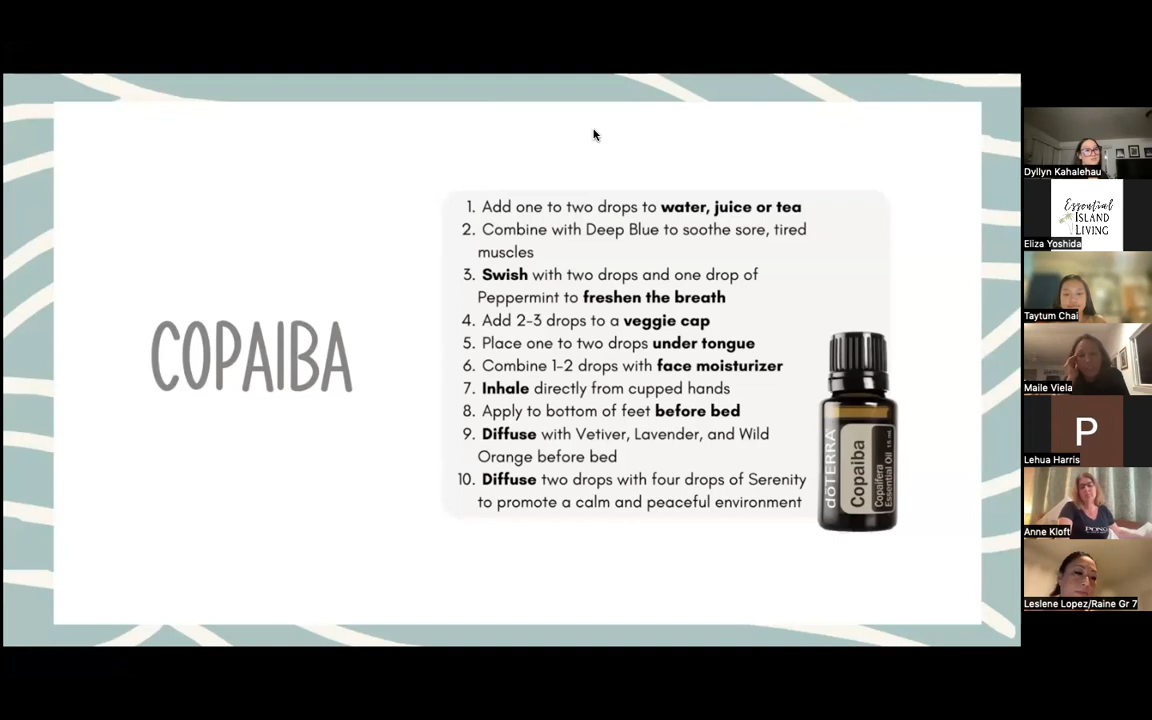 COPAIBA
1. Add one to two drops to water, juice or tea
2. Combine with Deep Blue to soothe sore, tired
muscles
3. Swish with two drops and one drop of
Peppermint to freshen the breath
4. Add 2-3 drops to a veggie cap
5. Place one to two drops under tongue
6. Combine 1-2 drops with face moisturizer
7. Inhale directly from cupped hands
8. Apply to bottom of feet before bed
9. Diffuse with Vetiver, Lavender, and Wild
Orange before bed
10. Diffuse two drops with four drops of Serenity
to promote a calm and peaceful environment
dōTERRA
Copaiba
Copaifera
Essential Oil 15 mL
Dyllyn Kahalehau
Essential
ISLAND
LIVING
Eliza Yoshida
Taytum Chai
Maile Viela
P
Lehua Harris
PONO
Anne Kloft
Leslene Lopez/Raine Gr 7